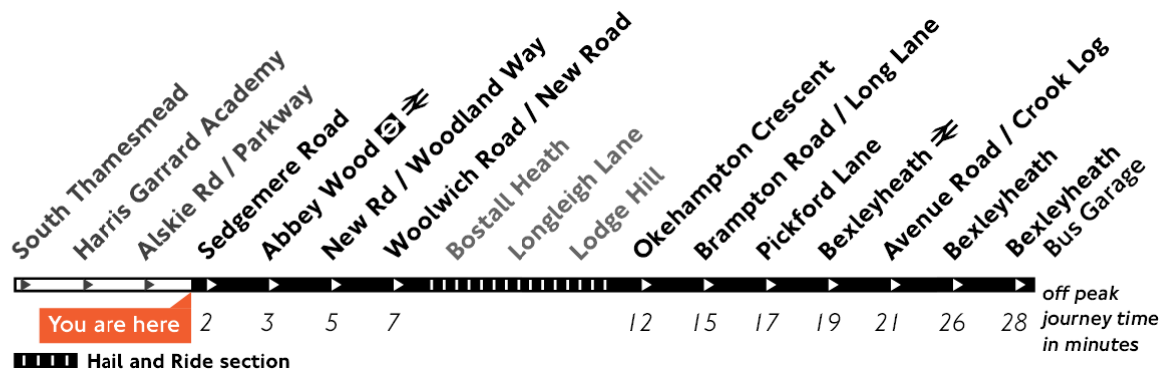 South Thamesmead
Harris Garrard Academy
Alskie Rd / Parkway
Sedgemere Road
Abbey Wood
New Rd / Woodland Way
Woolwich Road / New Road
Bostall Heath
Longleigh Lane
Lodge Hill
Okehampton Crescent
Brampton Road / Long Lane
Pickford Lane
Bexleyheath
Avenue Road / Crook Log
Bexleyheath
Bexleyheath
Bus Garage
You are here
2 3 5 7 12 15 17 19 21 26 28
off peak
journey time
in minutes
Hail and Ride section